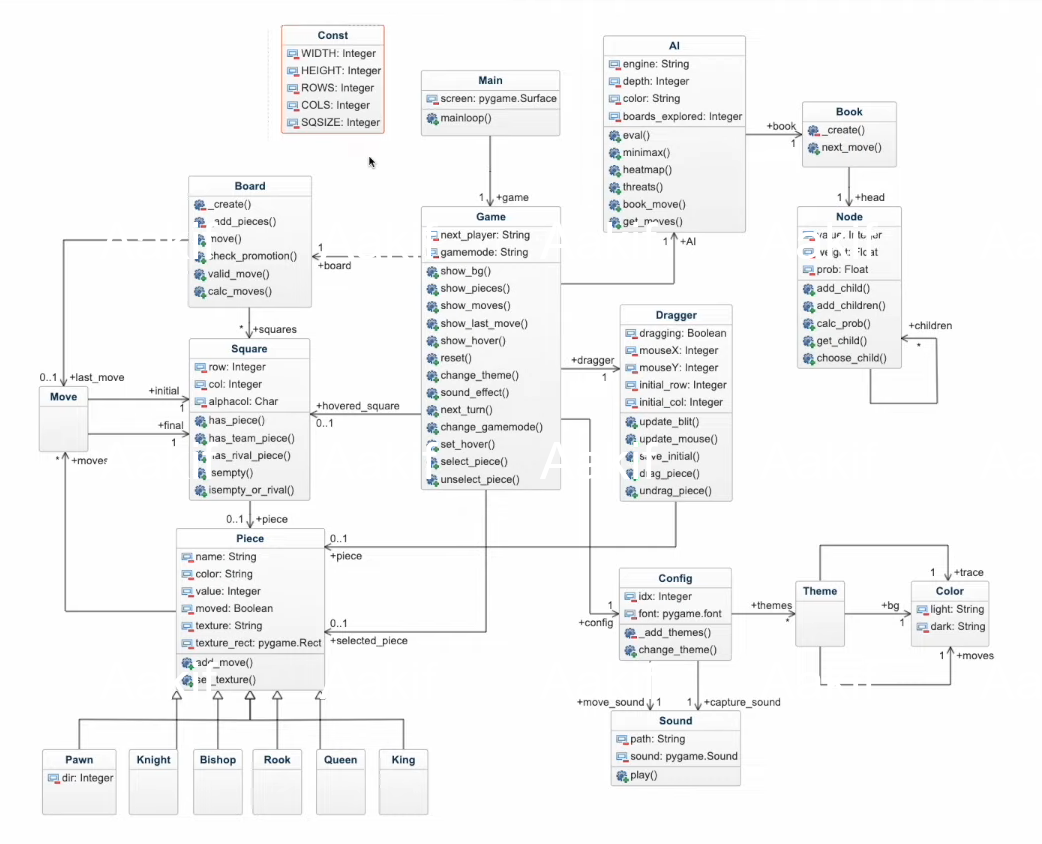 Const
WIDTH: Integer
HEIGHT: Integer
ROWS: Integer
COLS: Integer
SQSIZE: Integer
Main
screen: pygame.Surface
mainloop()
AI
engine: String
depth: Integer
color: String
boards_explored: Integer
eval()
minimax()
heatmap()
threats()
book_move()
get_moves()
+book
1
Book
_create()
next_move()
1 +head
Node
prob: Float
add_child()
add_children()
calc_prob()
get_child()
choose_child()
+children
*
Board
_create()
_add_pieces()
move()
check_promotion()
valid_move()
calc_moves()
1
+board
1 +game
Game
next_player: String
gamemode: String
show_bg()
show_pieces()
show_moves()
show_last_move()
show_hover()
reset()
change_theme()
sound_effect()
next_turn()
change_gamemode()
set_hover()
select_piece()
unselect_piece()
1 +AI
* +squares
Square
row: Integer
col: Integer
alphacol: Char
has_piece()
has_team_piece()
has_rival_piece()
isempty()
isempty_or_rival()
0..1 +last_move
Move
+initial
1
+final
1
* +moves
+hovered_square
0..1
+dragger
1
Dragger
dragging: Boolean
mouseX: Integer
mouseY: Integer
initial_row: Integer
initial_col: Integer
update_blit()
update_mouse()
save_initial()
drag_piece()
undrag_piece()
0..1 +piece
Piece
name: String
color: String
value: Integer
moved: Boolean
texture: String
texture_rect: pygame.Rect
add_move()
set_texture()
0..1
+piece
0..1
+selected_piece
1
+config
Config
idx: Integer
font: pygame.font
_add_themes()
change_theme()
+themes
*
Theme
+bg
1
1 +trace
Color
light: String
dark: String
1 +moves
+move_sound 1
1 +capture_sound
Sound
path: String
sound: pygame.Sound
play()
Pawn
dir: Integer
Knight
Bishop
Rook
Queen
King